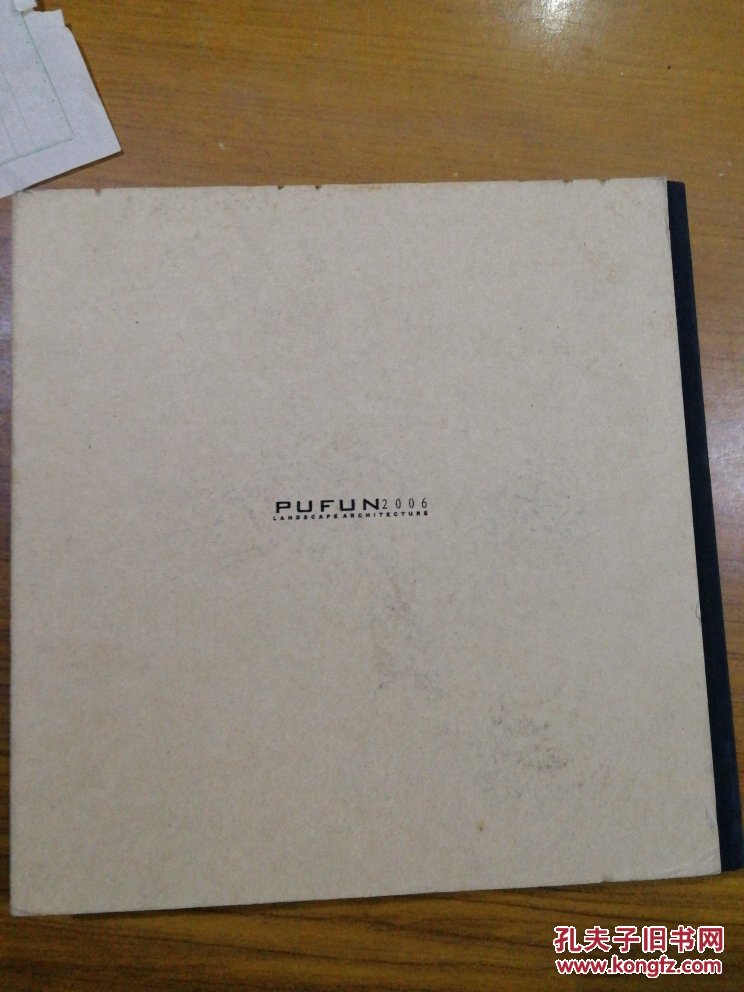 PUFUN2006
LANDSCAPE ARCHITECTURE
孔夫子旧书网
www.kongfz.com